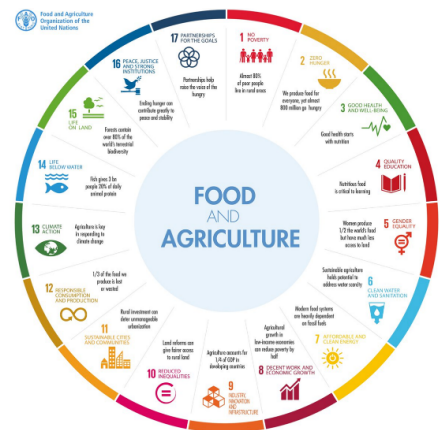 Food and Agriculture
Organization of the
United Nations
FOOD
AND
AGRICULTURE
1 NO
POVERTY
Almost 80%
of poor people
live in rural areas
2 ZERO
HUNGER
We produce food for
everyone, yet almost
800 million go hungry
3 GOOD HEALTH
AND WELL-BEING
Good health starts
with nutrition
4 QUALITY
EDUCATION
Nutritious food
is critical to learning
5 GENDER
EQUALITY
Women produce
1/2 the world's food
but have much less
access to land
6
CLEAN WATER
AND SANITATION
Sustainable agriculture
holds potential to
address water scarcity
7 AFFORDABLE AND
CLEAN ENERGY
Modern food systems
are heavily dependent
on fossil fuels
8 DECENT WORK AND
ECONOMIC GROWTH
Agricultural
growth in
low-income economies
can reduce poverty by
half
9
INDUSTRY,
INNOVATION
AND
INFRASTRUCTURE
Agriculture accounts for
1/4 of GDP in
developing countries
10 REDUCED
INEQUALITIES
Land reforms can
give fairer access
to rural land
11
SUSTAINABLE CITIES
AND COMMUNITIES
Rural investment can
deter unmanageable
urbanization
12 RESPONSIBLE
CONSUMPTION
AND PRODUCTION
1/3 of the food we
produce is lost
or wasted
13 CLIMATE
ACTION
Agriculture is key
in responding to
climate change
14 LIFE
BELOW WATER
Fish gives 3 bn
people 20% of daily
animal protein
15
LIFE
ON LAND
Forests contain
over 80% of the
world's terrestrial
biodiversity
16 PEACE, JUSTICE
AND STRONG
INSTITUTIONS
Ending hunger can
contribute greatly to
peace and stability
17 PARTNERSHIPS
FOR THE GOALS
Partnerships help
raise the voice of the
hungry